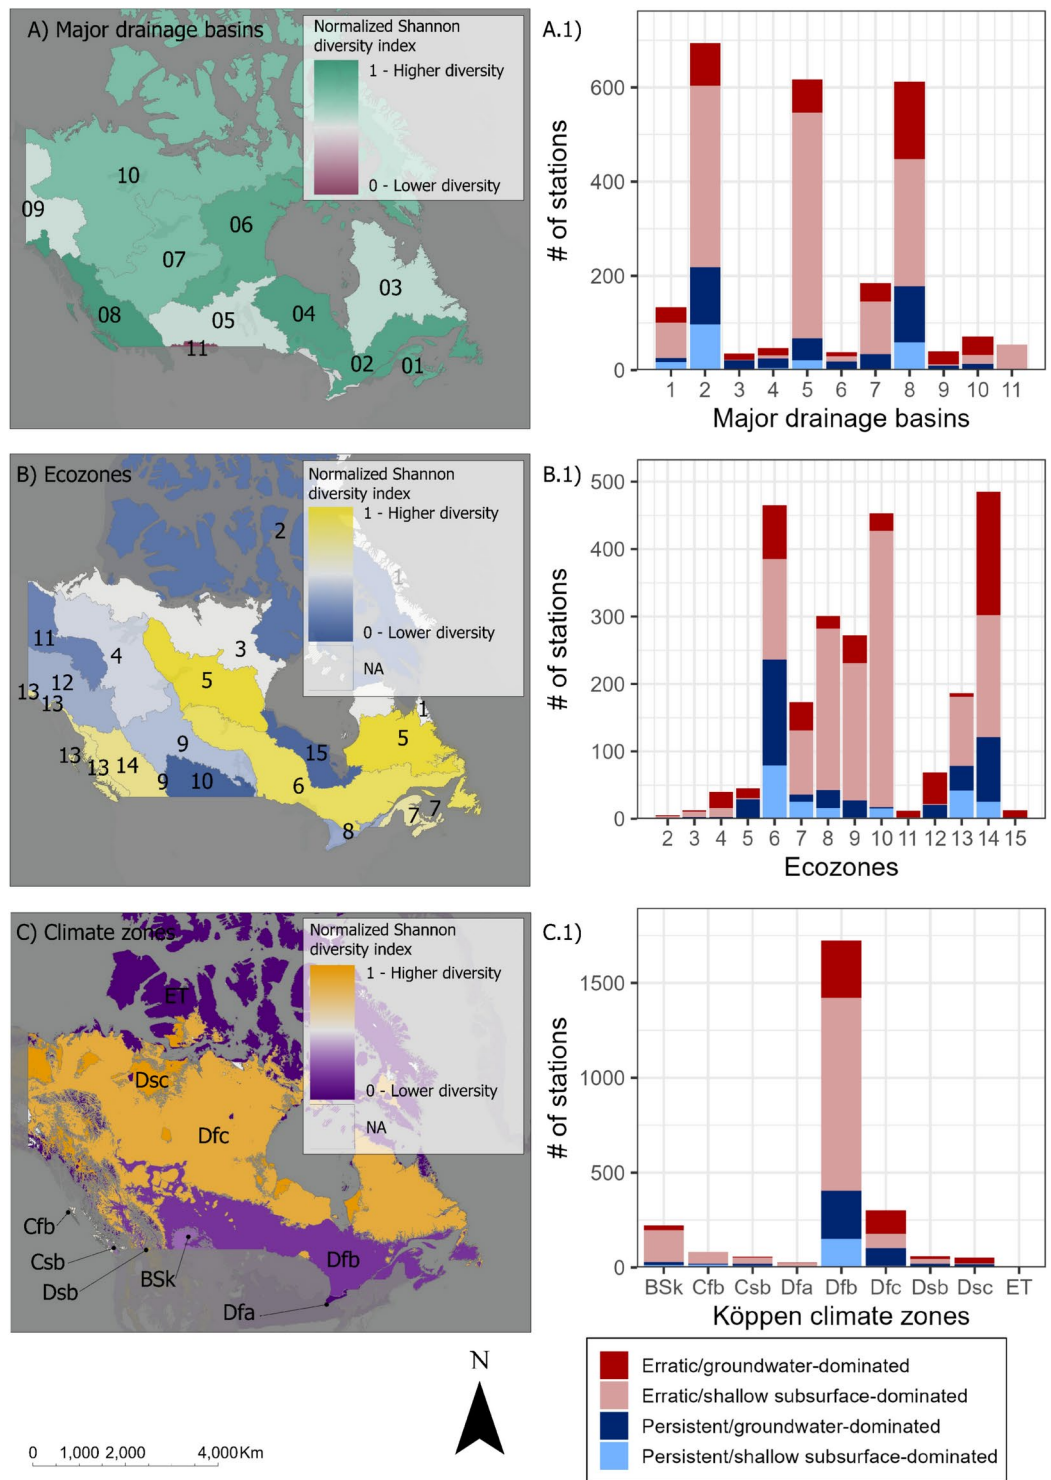 A) Major drainage basins
Normalized Shannon
diversity index
1 - Higher diversity
0 - Lower diversity
10
09
06
07
03
08
05
04
11
02
01
A.1)
# of stations
600
400
200
0
1 2 3 4 5 6 7 8 9 10 11
Major drainage basins
B) Ecozones
Normalized Shannon
diversity index
1 - Higher diversity
0 - Lower diversity
NA
2
1
11
4
3
12
5
13
13
1
9
15
5
13
13
14
9
10
6
7
7
8
B.1)
# of stations
500
400
300
200
100
0
2 3 4 5 6 7 8 9 10 11 12 13 14 15
Ecozones
C) Climate zones
Normalized Shannon
diversity index
1 - Higher diversity
0 - Lower diversity
NA
ET
Dsc
Dfc
Cfb
Csb
Dsb
BSk
Dfb
Dfa
C.1)
# of stations
1500
1000
500
0
BSk Cfb Csb Dfa Dfb Dfc Dsb Dsc ET
Köppen climate zones
N
0 1,000 2,000 4,000 Km
Erratic/groundwater-dominated
Erratic/shallow subsurface-dominated
Persistent/groundwater-dominated
Persistent/shallow subsurface-dominated